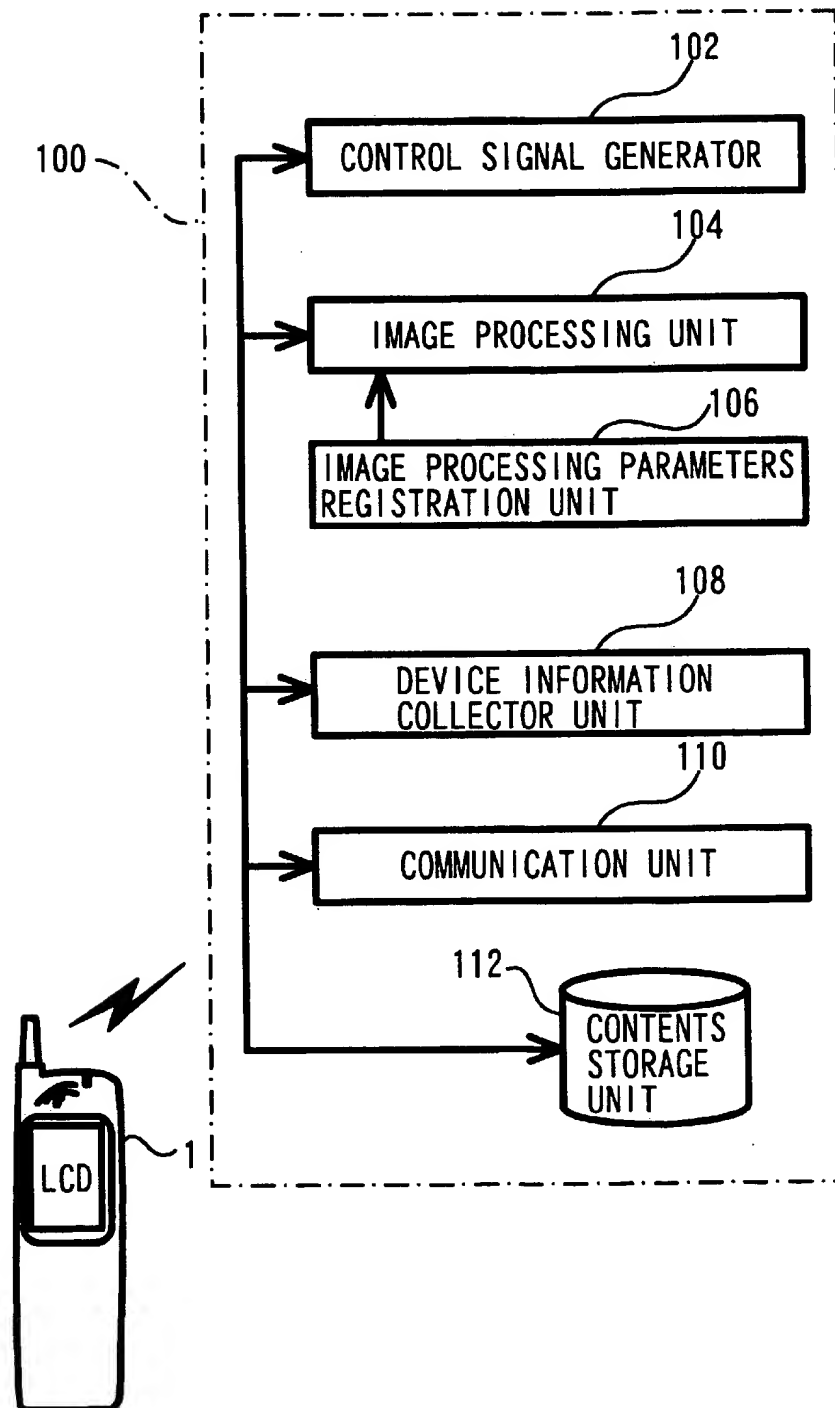 102
100
CONTROL SIGNAL GENERATOR
104
IMAGE PROCESSING UNIT
106
IMAGE PROCESSING PARAMETERS
REGISTRATION UNIT
108
DEVICE INFORMATION
COLLECTOR UNIT
110
COMMUNICATION UNIT
112
CONTENTS
STORAGE
UNIT
1
LCD